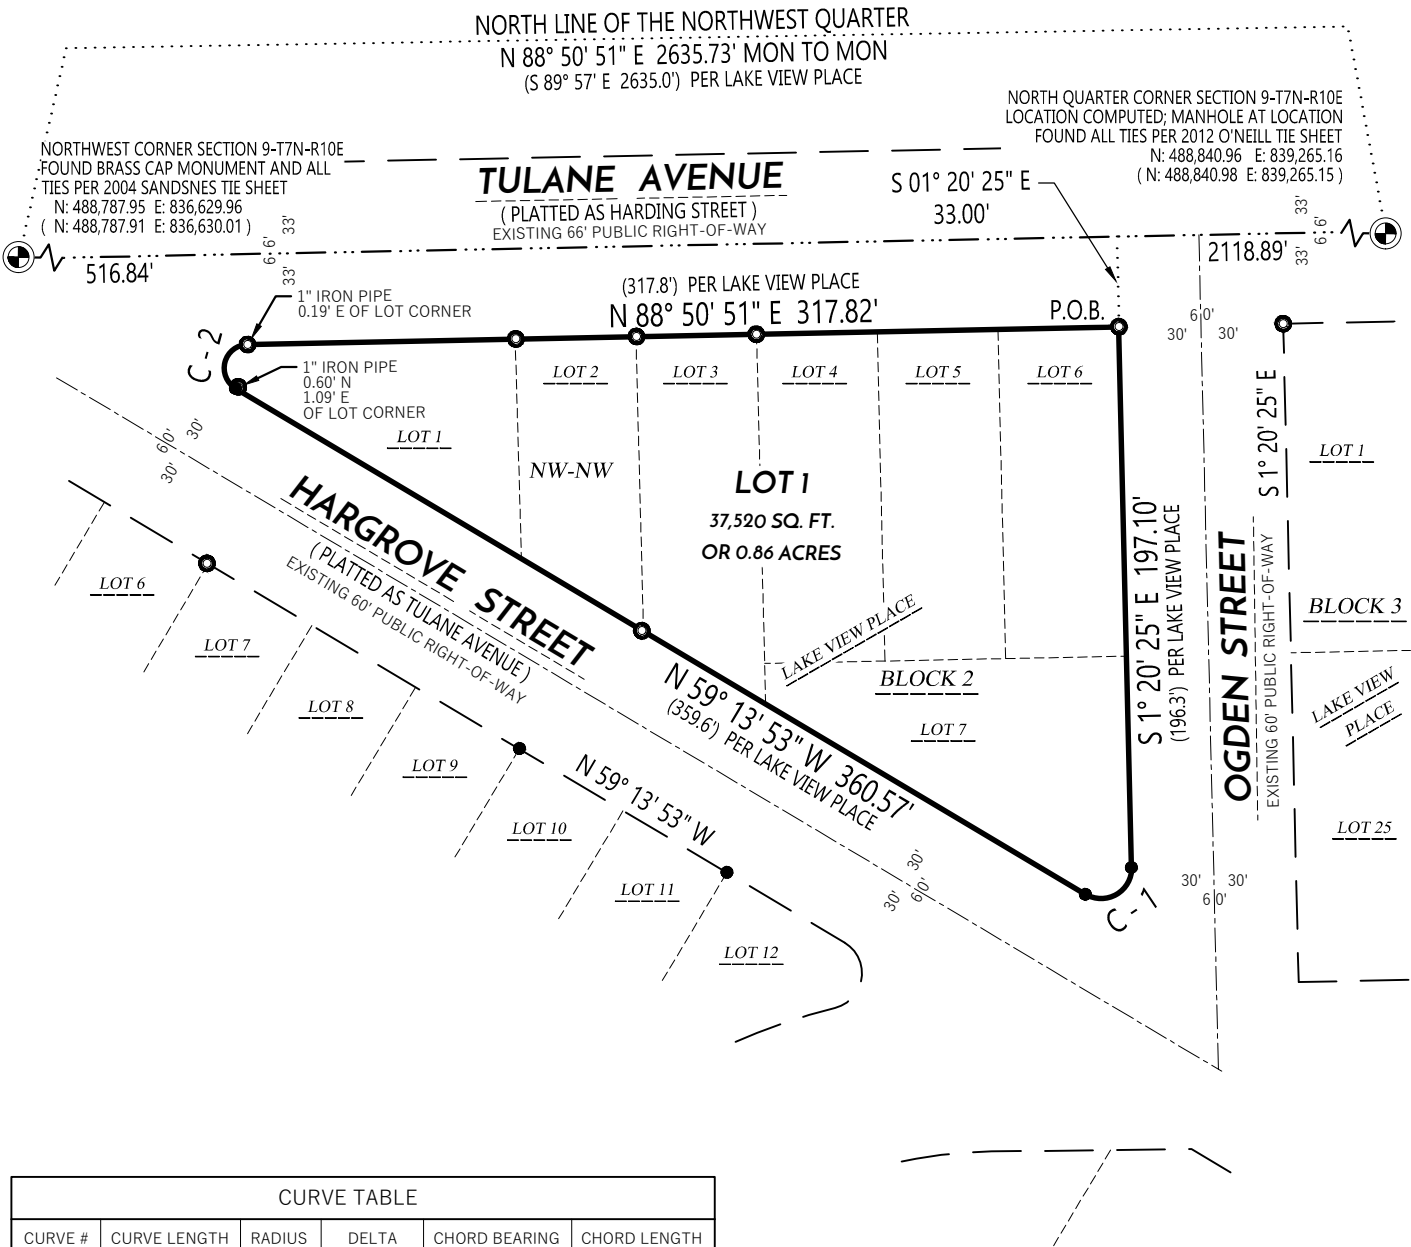 NORTH LINE OF THE NORTHWEST QUARTER
N 88° 50' 51" E  2635.73' MON TO MON
(S 89° 57' E  2635.0')  PER LAKE VIEW PLACE
NORTH QUARTER CORNER SECTION 9-T7N-R10E
LOCATION COMPUTED; MANHOLE AT LOCATION
FOUND ALL TIES PER 2012 O'NEILL TIE SHEET
N: 488,840.96  E: 839,265.16
( N: 488,840.98  E: 839,265.15 )
NORTHWEST CORNER SECTION 9-T7N-R10E
FOUND BRASS CAP MONUMENT AND ALL
TIES PER 2004 SANDSNES TIE SHEET
N: 488,787.95  E: 836,629.96
( N: 488,787.91  E: 836,630.01 )
TULANE AVENUE
( PLATTED AS HARDING STREET )
EXISTING 66' PUBLIC RIGHT-OF-WAY
S 01° 20' 25" E
33.00'
33'
66'
33'
33'
66'
33'
516.84'
2118.89'
(317.8')  PER LAKE VIEW PLACE
N 88° 50' 51" E  317.82'
P.O.B.
1" IRON PIPE
0.19' E OF LOT CORNER
C - 2
1" IRON PIPE
0.60' N
1.09' E
OF LOT CORNER
60'
30'
30'
LOT 2
LOT 3
LOT 4
LOT 5
LOT 6
S 1° 20' 25" E
30'
60'
30'
LOT 1
NW-NW
LOT 1
LOT 1
37,520 SQ. FT.
OR 0.86 ACRES
HARGROVE STREET
( PLATTED AS TULANE AVENUE )
EXISTING 60' PUBLIC RIGHT-OF-WAY
S 1° 20' 25" E  197.10'
(196.3')  PER LAKE VIEW PLACE
OGDEN STREET
EXISTING 60' PUBLIC RIGHT-OF-WAY
BLOCK 3
LAKE VIEW
PLACE
LOT 6
LOT 7
LOT 8
LOT 9
LOT 10
LOT 11
LOT 12
LAKE VIEW PLACE
BLOCK 2
LOT 7
N 59° 13' 53" W  360.57'
(359.6')  PER LAKE VIEW PLACE
N 59° 13' 53" W
LOT 25
30'
60'
30'
30'
30'
60'
C - 1
CURVE TABLE
CURVE #  CURVE LENGTH  RADIUS  DELTA  CHORD BEARING  CHORD LENGTH